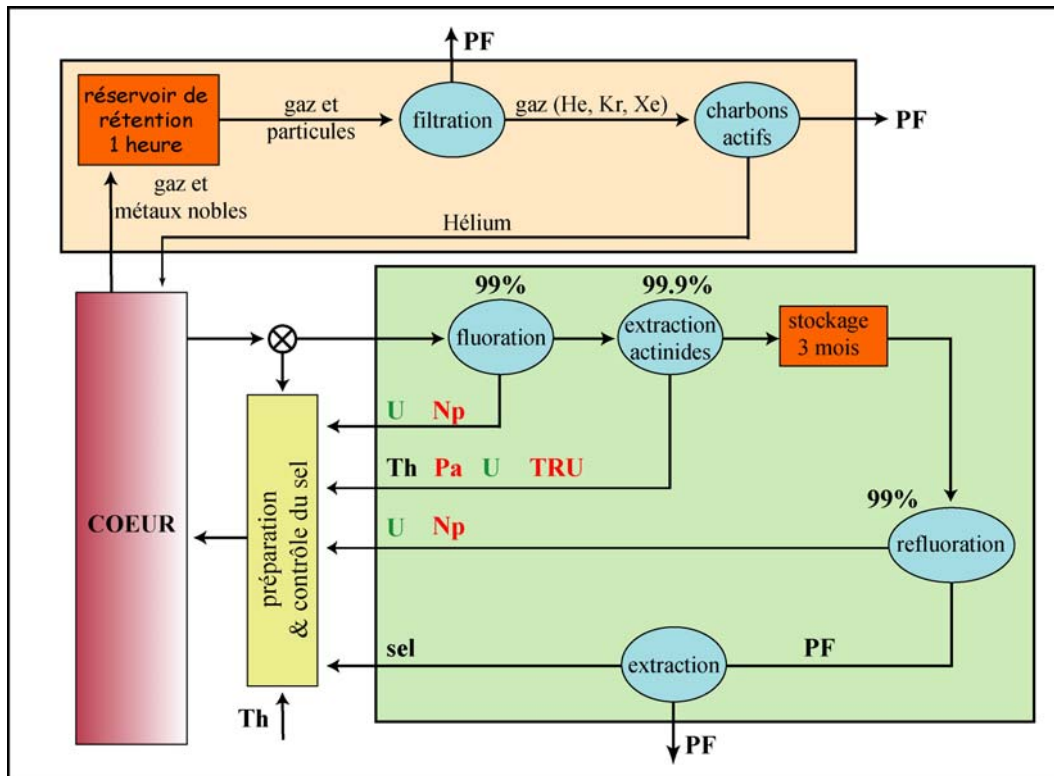 PF
réservoir de
rétention
1 heure
gaz et
particules
filtration
gaz (He, Kr, Xe)
charbons
actifs
PF
gaz et
métaux nobles
Hélium
99%
fluoration
99.9%
extraction
actinides
stockage
3 mois
U Np
Th Pa U TRU
COEUR
préparation
& contrôle du sel
U Np
99%
refluoration
sel
extraction
PF
Th
PF